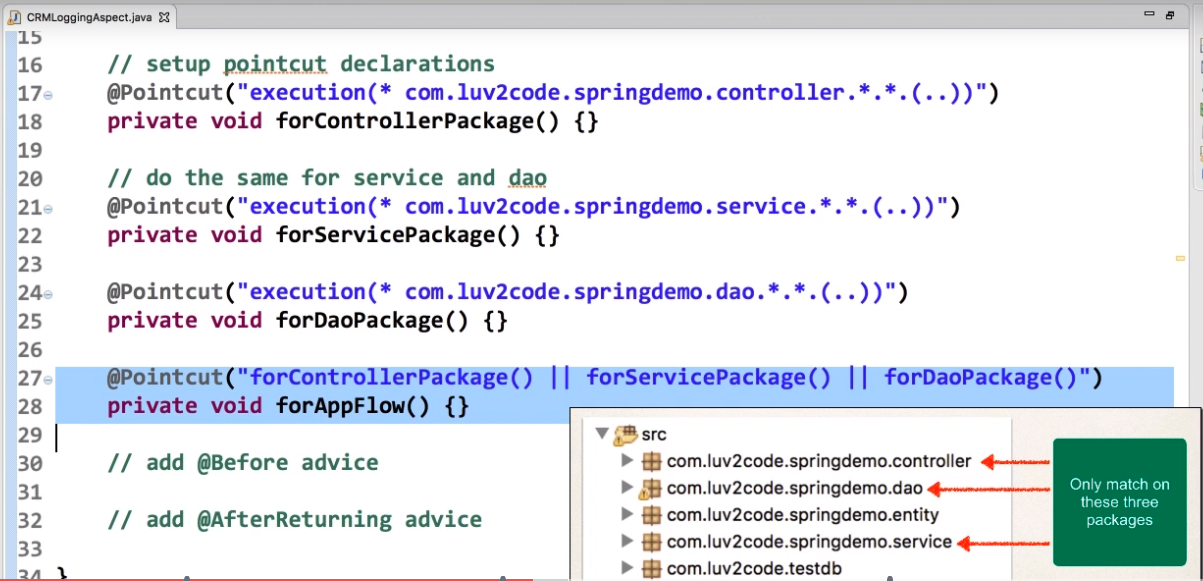 CRMLoggingAspect.java
15
16 // setup pointcut declarations
17 @Pointcut("execution(* com.luv2code.springdemo.controller.*.*.(..))")
18 private void forControllerPackage() {}
19
20 // do the same for service and dao
21 @Pointcut("execution(* com.luv2code.springdemo.service.*.*.(..))")
22 private void forServicePackage() {}
23
24 @Pointcut("execution(* com.luv2code.springdemo.dao.*.*.(..))")
25 private void forDaoPackage() {}
26
27 @Pointcut("forControllerPackage() || forServicePackage() || forDaoPackage()")
28 private void forAppFlow() {}
29
30 // add @Before advice
31
32 // add @AfterReturning advice
33
34 }
src
com.luv2code.springdemo.controller
com.luv2code.springdemo.dao
com.luv2code.springdemo.entity
com.luv2code.springdemo.service
com.luv2code.testdb
Only match on
these three
packages